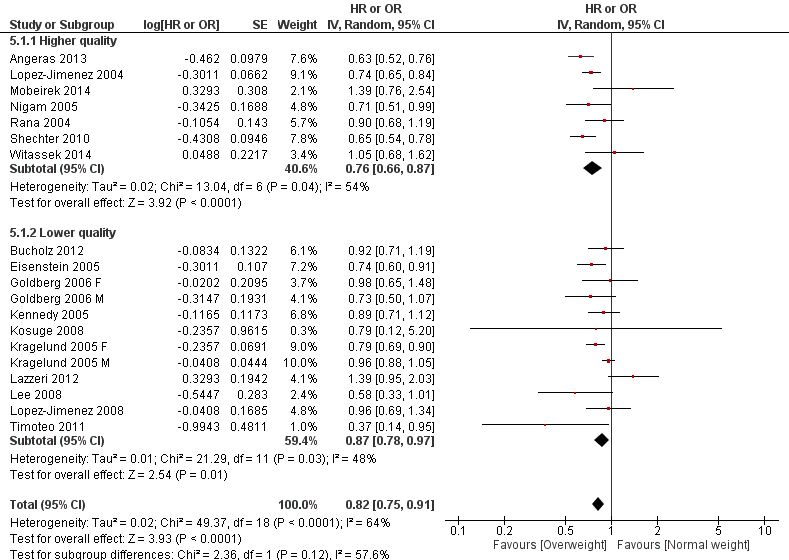 HR or OR HR or OR
Study or Subgroup log[HR or OR] SE Weight IV, Random, 95% CI IV, Random, 95% CI
5.1.1 Higher quality
Angeras 2013 -0.462 0.0979 7.6% 0.63 [0.52, 0.76]
Lopez-Jimenez 2004 -0.3011 0.0662 9.1% 0.74 [0.65, 0.84]
Mobeirek 2014 0.3293 0.308 2.1% 1.39 [0.76, 2.54]
Nigam 2005 -0.3425 0.1688 4.8% 0.71 [0.51, 0.99]
Rana 2004 -0.1054 0.143 5.7% 0.90 [0.68, 1.19]
Shechter 2010 -0.4308 0.0946 7.8% 0.65 [0.54, 0.78]
Witassek 2014 0.0488 0.2217 3.4% 1.05 [0.68, 1.62]
Subtotal (95% CI) 40.6% 0.76 [0.66, 0.87]
Heterogeneity: Tau² = 0.02; Chi² = 13.04, df = 6 (P = 0.04); I² = 54%
Test for overall effect: Z = 3.92 (P < 0.0001)
5.1.2 Lower quality
Bucholz 2012 -0.0834 0.1322 6.1% 0.92 [0.71, 1.19]
Eisenstein 2005 -0.3011 0.107 7.2% 0.74 [0.60, 0.91]
Goldberg 2006 F -0.0202 0.2095 3.7% 0.98 [0.65, 1.48]
Goldberg 2006 M -0.3147 0.1931 4.1% 0.73 [0.50, 1.07]
Kennedy 2005 -0.1165 0.1173 6.8% 0.89 [0.71, 1.12]
Kosuge 2008 -0.2357 0.9615 0.3% 0.79 [0.12, 5.20]
Kragelund 2005 F -0.2357 0.0691 9.0% 0.79 [0.69, 0.90]
Kragelund 2005 M -0.0408 0.0444 10.0% 0.96 [0.88, 1.05]
Lazzeri 2012 0.3293 0.1942 4.1% 1.39 [0.95, 2.03]
Lee 2008 -0.5447 0.283 2.4% 0.58 [0.33, 1.01]
Lopez-Jimenez 2008 -0.0408 0.1685 4.8% 0.96 [0.69, 1.34]
Timoteo 2011 -0.9943 0.4811 1.0% 0.37 [0.14, 0.95]
Subtotal (95% CI) 59.4% 0.87 [0.78, 0.97]
Heterogeneity: Tau² = 0.01; Chi² = 21.29, df = 11 (P = 0.03); I² = 48%
Test for overall effect: Z = 2.54 (P = 0.01)
Total (95% CI) 100.0% 0.82 [0.75, 0.91]
Heterogeneity: Tau² = 0.02; Chi² = 49.37, df = 18 (P < 0.0001); I² = 64%
Test for overall effect: Z = 3.93 (P < 0.0001)
Test for subgroup differences: Chi² = 2.36, df = 1 (P = 0.12), I² = 57.6%
0.1 0.2 0.5 1 2 5 10
Favours [Overweight] Favours [Normal weight]